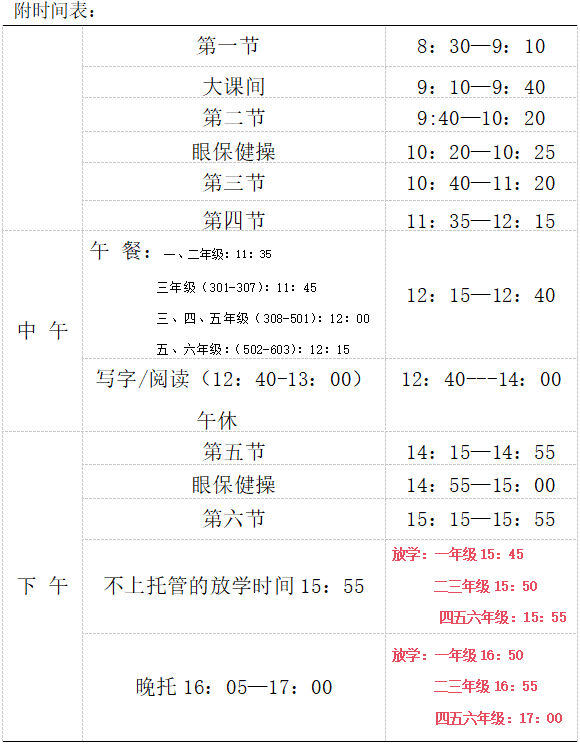 附时间表:
第一节 8: 30—9: 10
大课间 9: 10—9: 40
第二节 9:40—10: 20
眼保健操 10: 20—10: 25
第三节 10: 40—11: 20
第四节 11: 35—12: 15
午 餐: 一、二年级: 11: 35
三年级 (301-307): 11: 45
12: 15—12: 40
三、四、五年级 (308-501): 12: 00
中 午
五、六年级: (502-603): 12: 15
写字/阅读 (12: 40-13: 00) 12: 40---14: 00
午休
第五节 14: 15—14: 55
眼保健操 14: 55—15: 00
第六节 15: 15—15: 55
放学: 一年级 15: 45
下 午 不上托管的放学时间 15: 55 二三年级 15: 50
四五六年级: 15: 55
放学: 一年级 16: 50
晚托 16: 05—17: 00 二三年级 16: 55
四五六年级: 17: 00